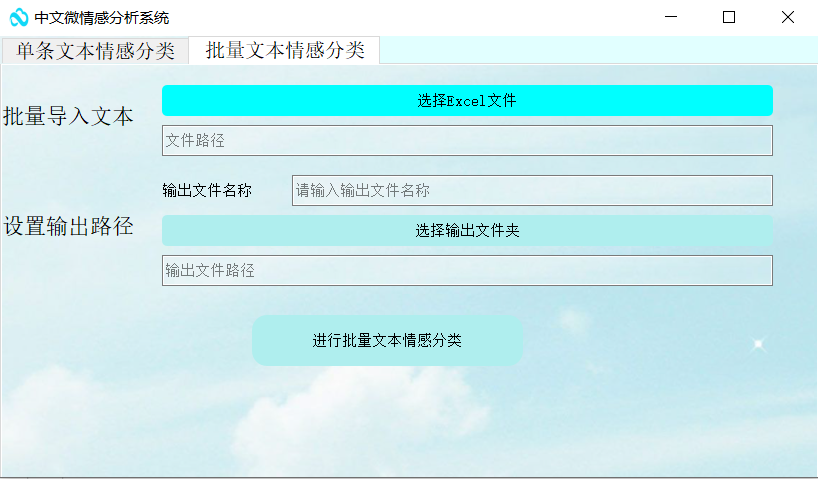 中文微情感分析系统
单条文本情感分类 批量文本情感分类
选择Excel文件
批量导入文本
文件路径
输出文件名称 请输入输出文件名称
设置输出路径
选择输出文件夹
输出文件路径
进行批量文本情感分类